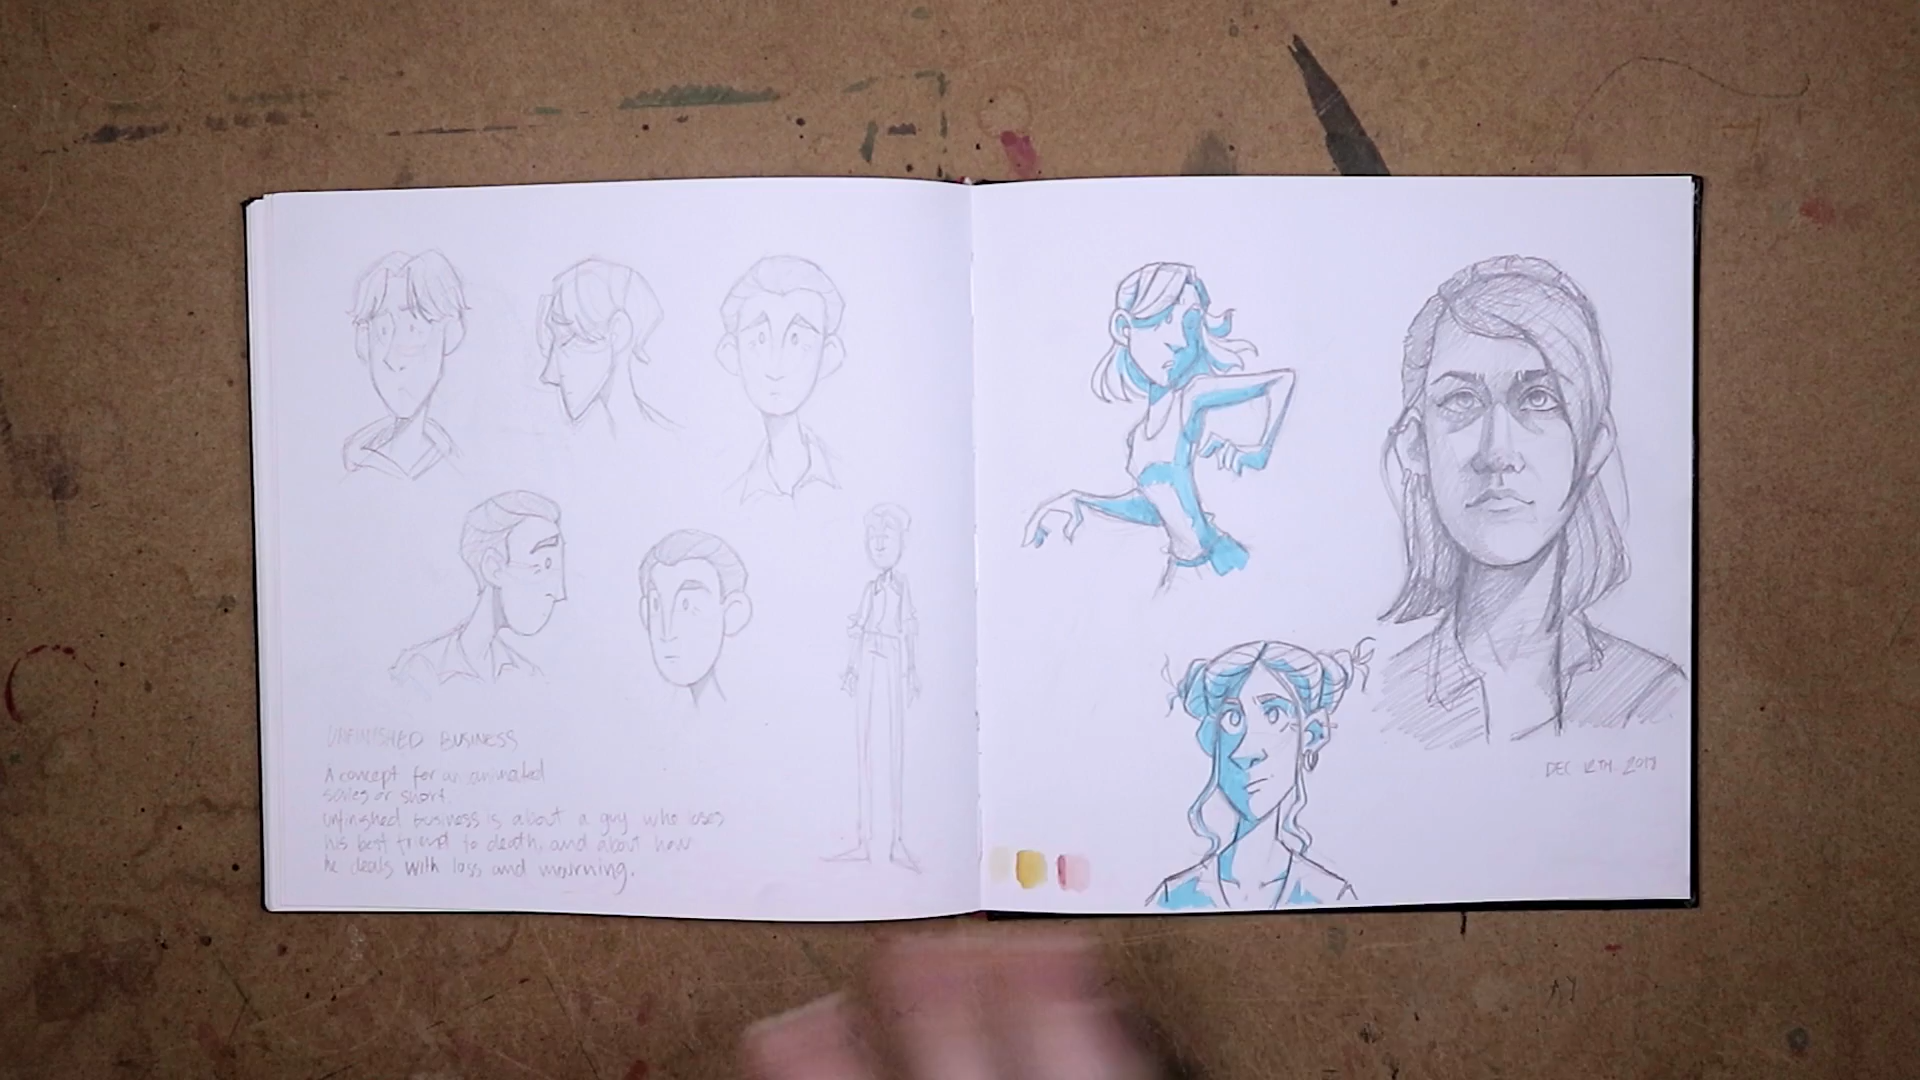 UNFINISHED BUSINESS
A concept for an animated
series or short.
Unfinished Business is about a guy who loses
his best friend to death, and about how
he deals with loss and mourning.
DEC 12TH. 2017